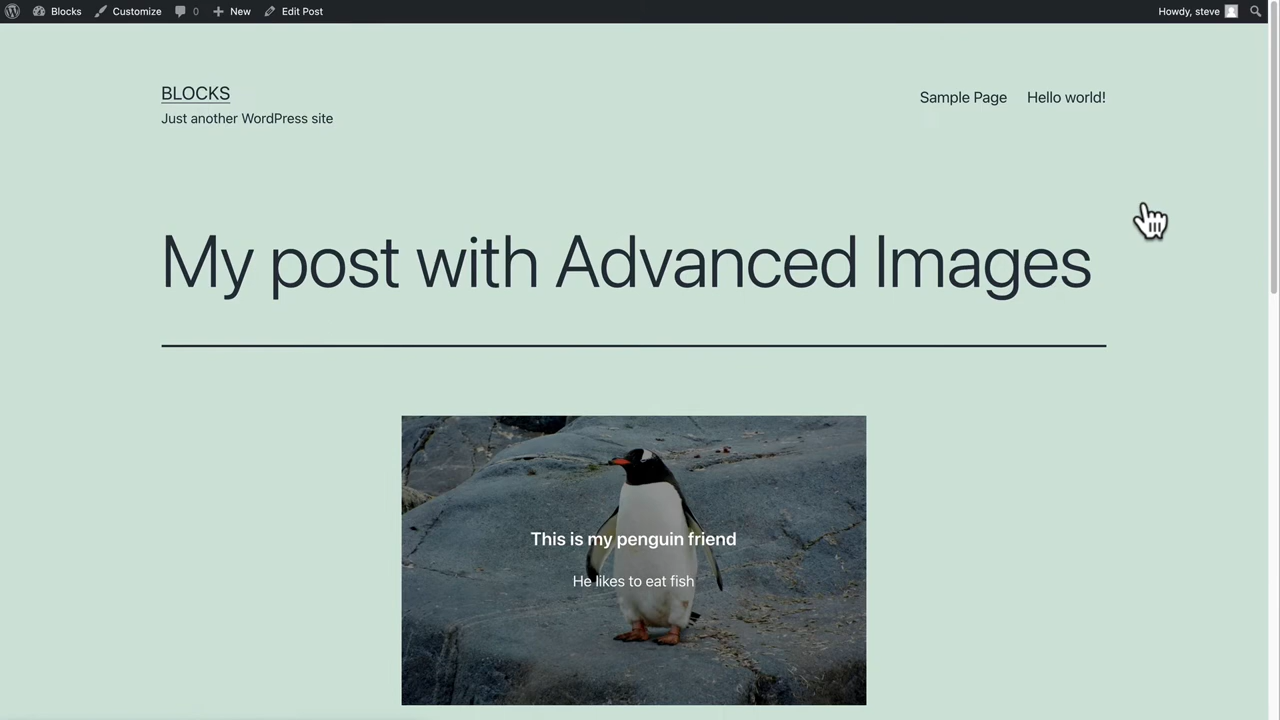 Blocks Customize 0 New Edit Post Howdy, steve
BLOCKS
Just another WordPress site
Sample Page Hello world!
My post with Advanced Images
This is my penguin friend
He likes to eat fish